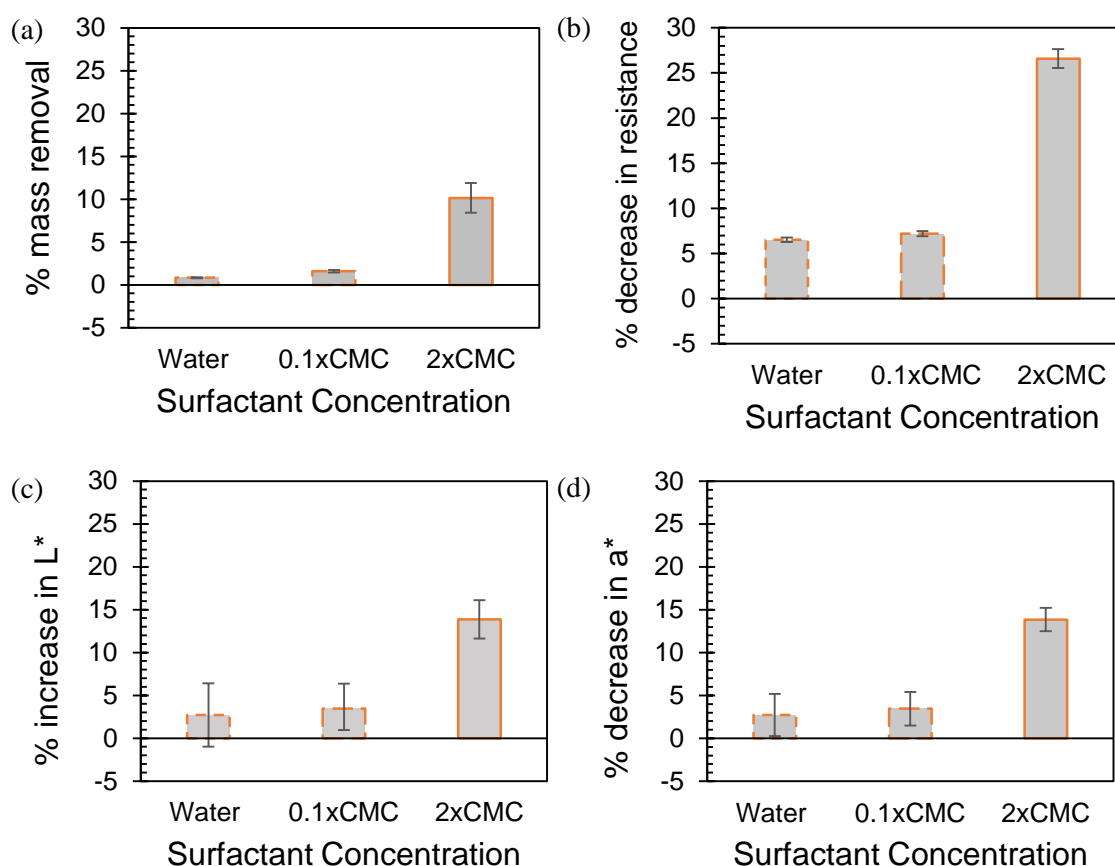 (a)
% mass removal
30
25
20
15
10
5
0
-5
Water 0.1xCMC 2xCMC
Surfactant Concentration
(b)
% decrease in resistance
30
25
20
15
10
5
0
-5
Water 0.1xCMC 2xCMC
Surfactant Concentration
(c)
% increase in L*
30
25
20
15
10
5
0
-5
Water 0.1xCMC 2xCMC
Surfactant Concentration
(d)
% decrease in a*
30
25
20
15
10
5
0
-5
Water 0.1xCMC 2xCMC
Surfactant Concentration